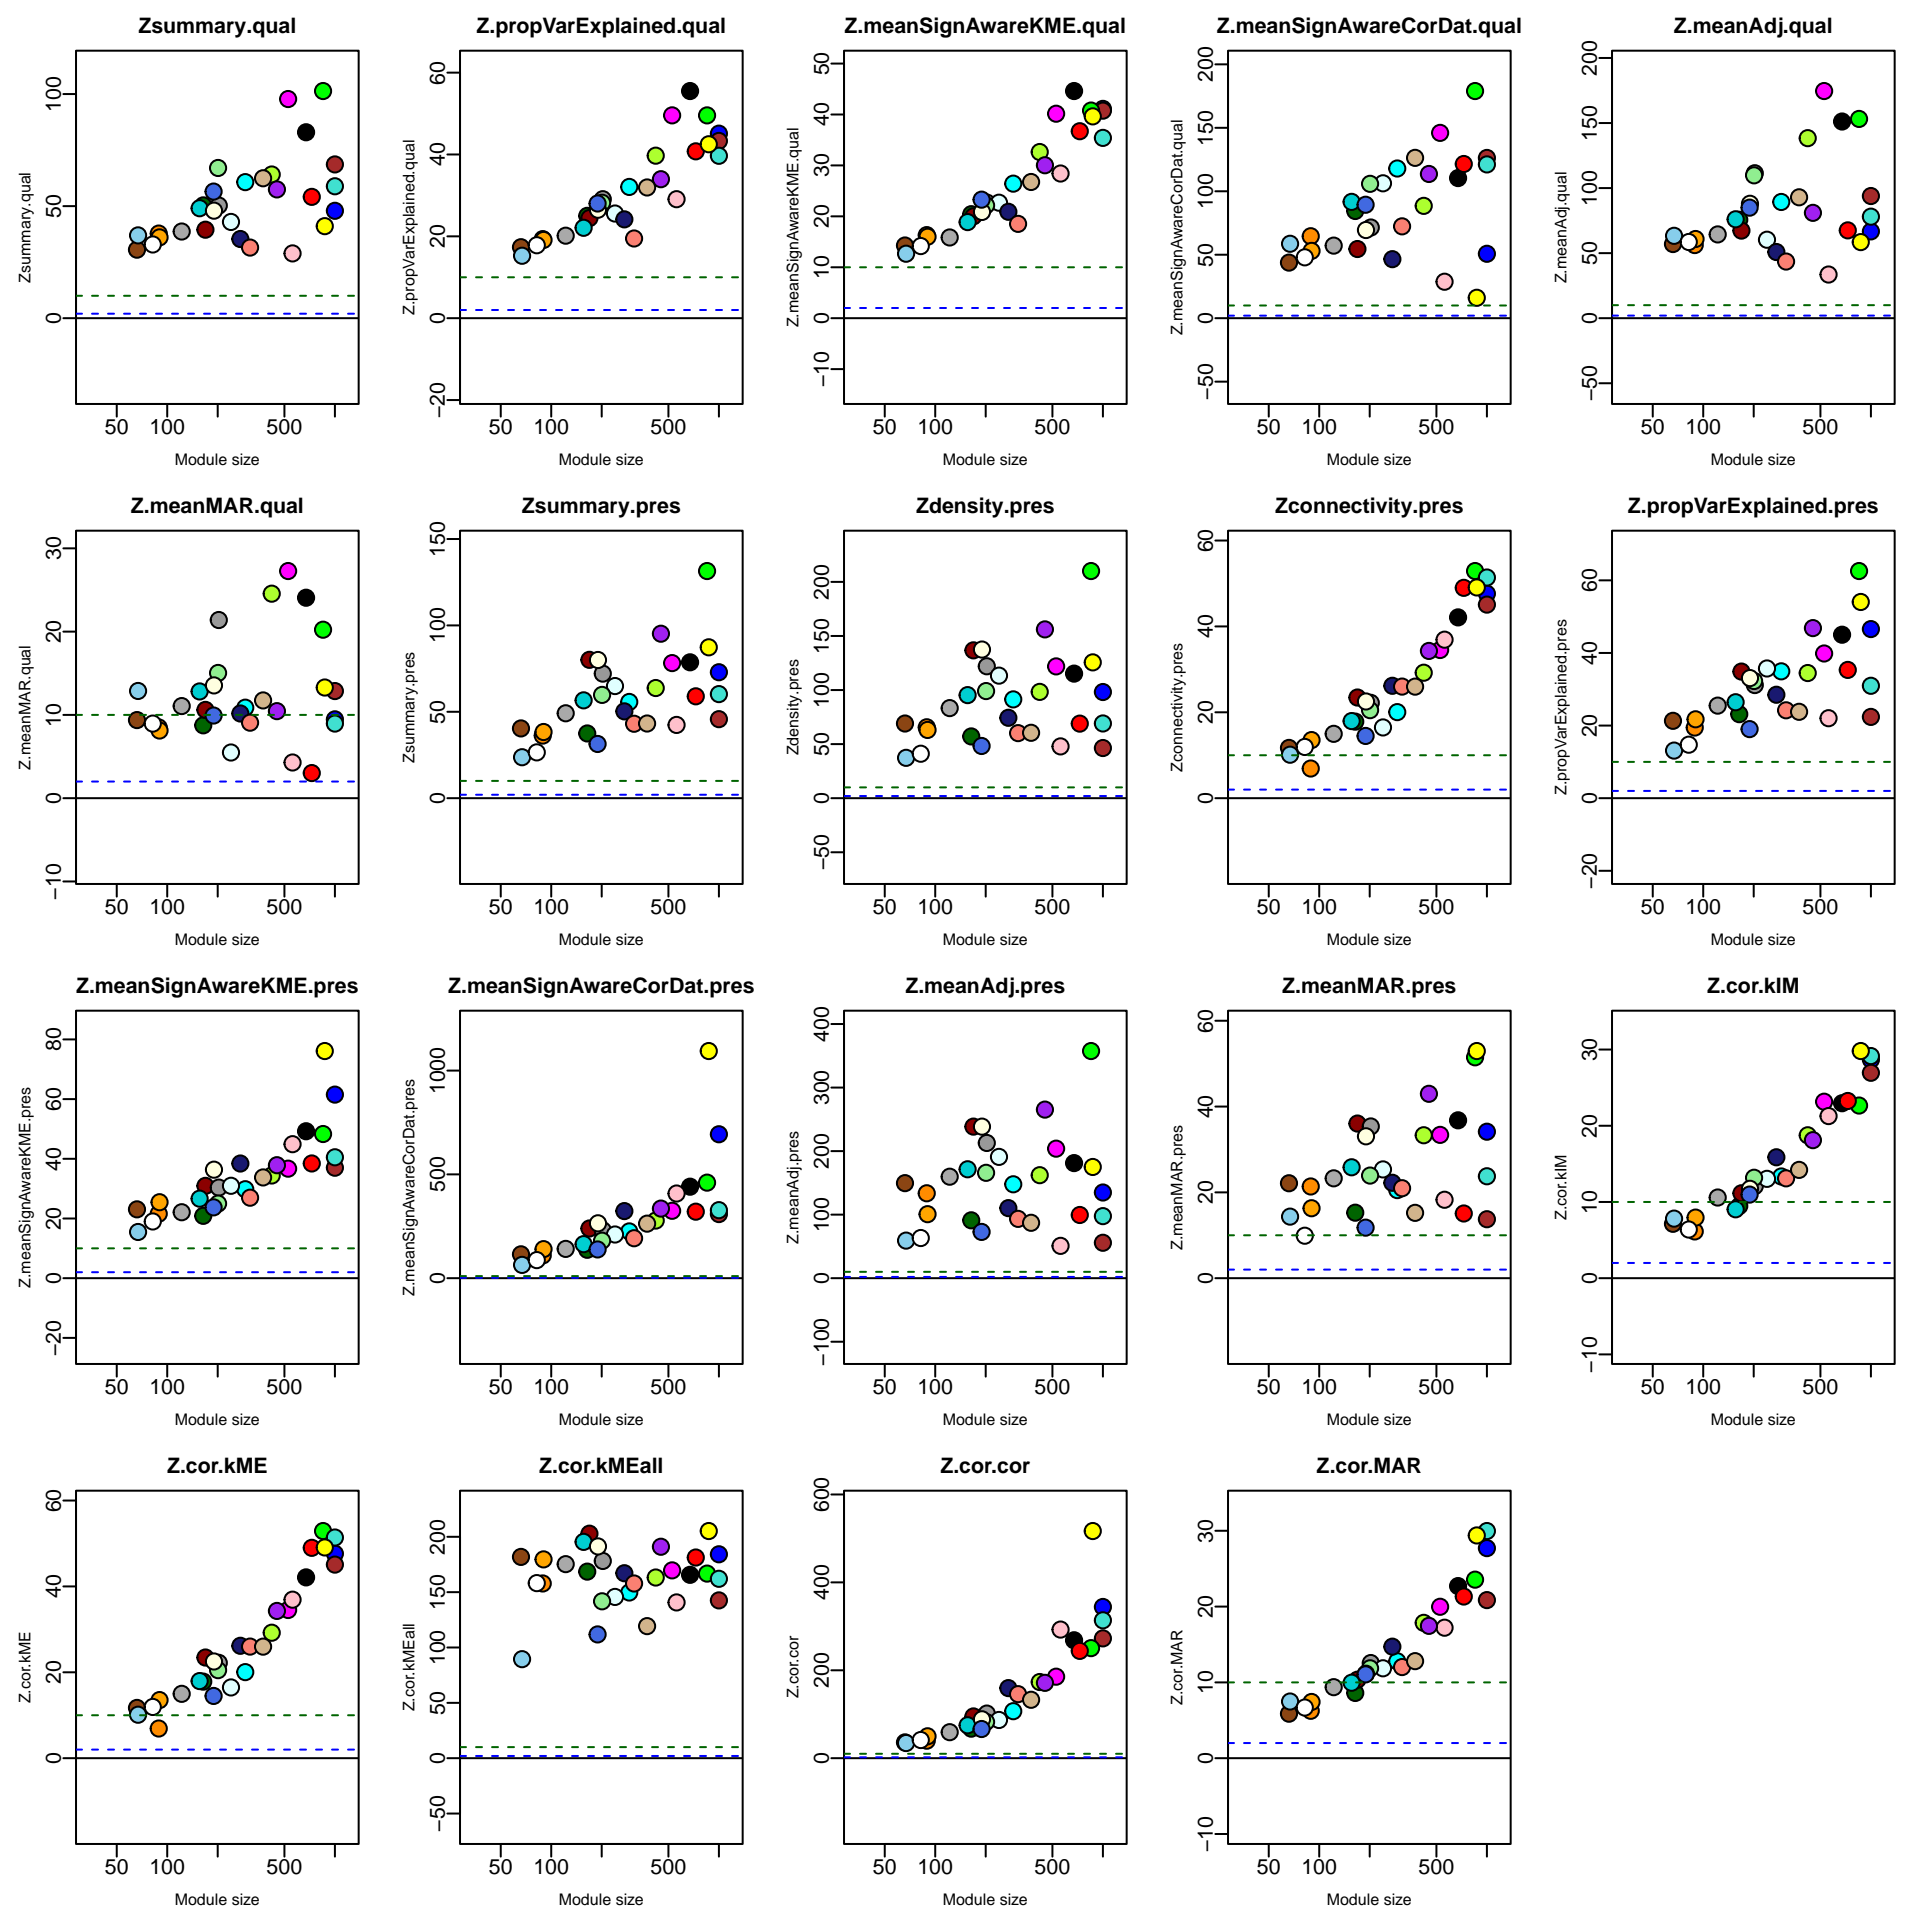 Zsummary.qual
Zsummary.qual
0 50 100
50 100 500
Module size
Z.propVarExplained.qual
Z.propVarExplained.qual
−20 0 20 40 60
50 100 500
Module size
Z.meanSignAwareKME.qual
Z.meanSignAwareKME.qual
−10 0 10 20 30 40 50
50 100 500
Module size
Z.meanSignAwareCorDat.qual
Z.meanSignAwareCorDat.qual
−50 0 50 100 150 200
50 100 500
Module size
Z.meanAdj.qual
Z.meanAdj.qual
−50 0 50 100 150 200
50 100 500
Module size
Z.meanMAR.qual
Z.meanMAR.qual
−10 0 10 20 30
50 100 500
Module size
Zsummary.pres
Zsummary.pres
0 50 100 150
50 100 500
Module size
Zdensity.pres
Zdensity.pres
−50 0 50 100 150 200
50 100 500
Module size
Zconnectivity.pres
Zconnectivity.pres
0 20 40 60
50 100 500
Module size
Z.propVarExplained.pres
Z.propVarExplained.pres
−20 0 20 40 60
50 100 500
Module size
Z.meanSignAwareKME.pres
Z.meanSignAwareKME.pres
−20 0 20 40 60 80
50 100 500
Module size
Z.meanSignAwareCorDat.pres
Z.meanSignAwareCorDat.pres
0 500 1000
50 100 500
Module size
Z.meanAdj.pres
Z.meanAdj.pres
−100 0 100 200 300 400
50 100 500
Module size
Z.meanMAR.pres
Z.meanMAR.pres
0 20 40 60
50 100 500
Module size
Z.cor.kIM
Z.cor.kIM
−10 0 10 20 30
50 100 500
Module size
Z.cor.kME
Z.cor.kME
0 20 40 60
50 100 500
Module size
Z.cor.kMEall
Z.cor.kMEall
−50 0 50 100 150 200
50 100 500
Module size
Z.cor.cor
Z.cor.cor
0 200 400 600
50 100 500
Module size
Z.cor.MAR
Z.cor.MAR
−10 0 10 20 30
50 100 500
Module size